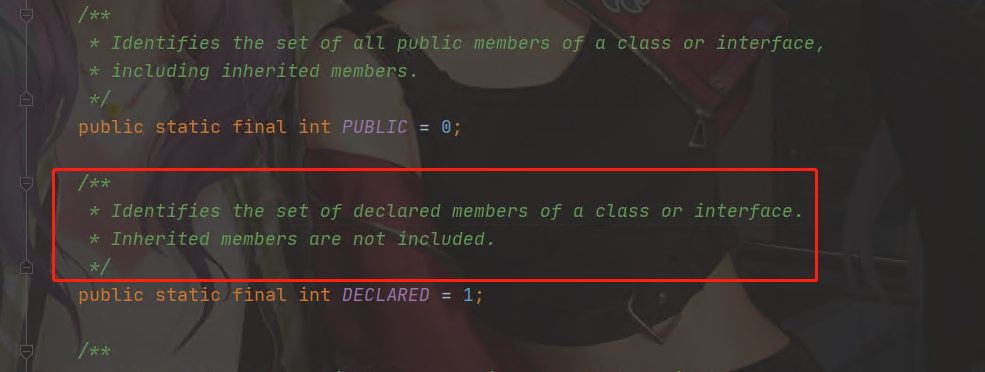 /**
* Identifies the set of all public members of a class or interface,
* including inherited members.
*/
public static final int PUBLIC = 0;
/**
* Identifies the set of declared members of a class or interface.
* Inherited members are not included.
*/
public static final int DECLARED = 1;
/**